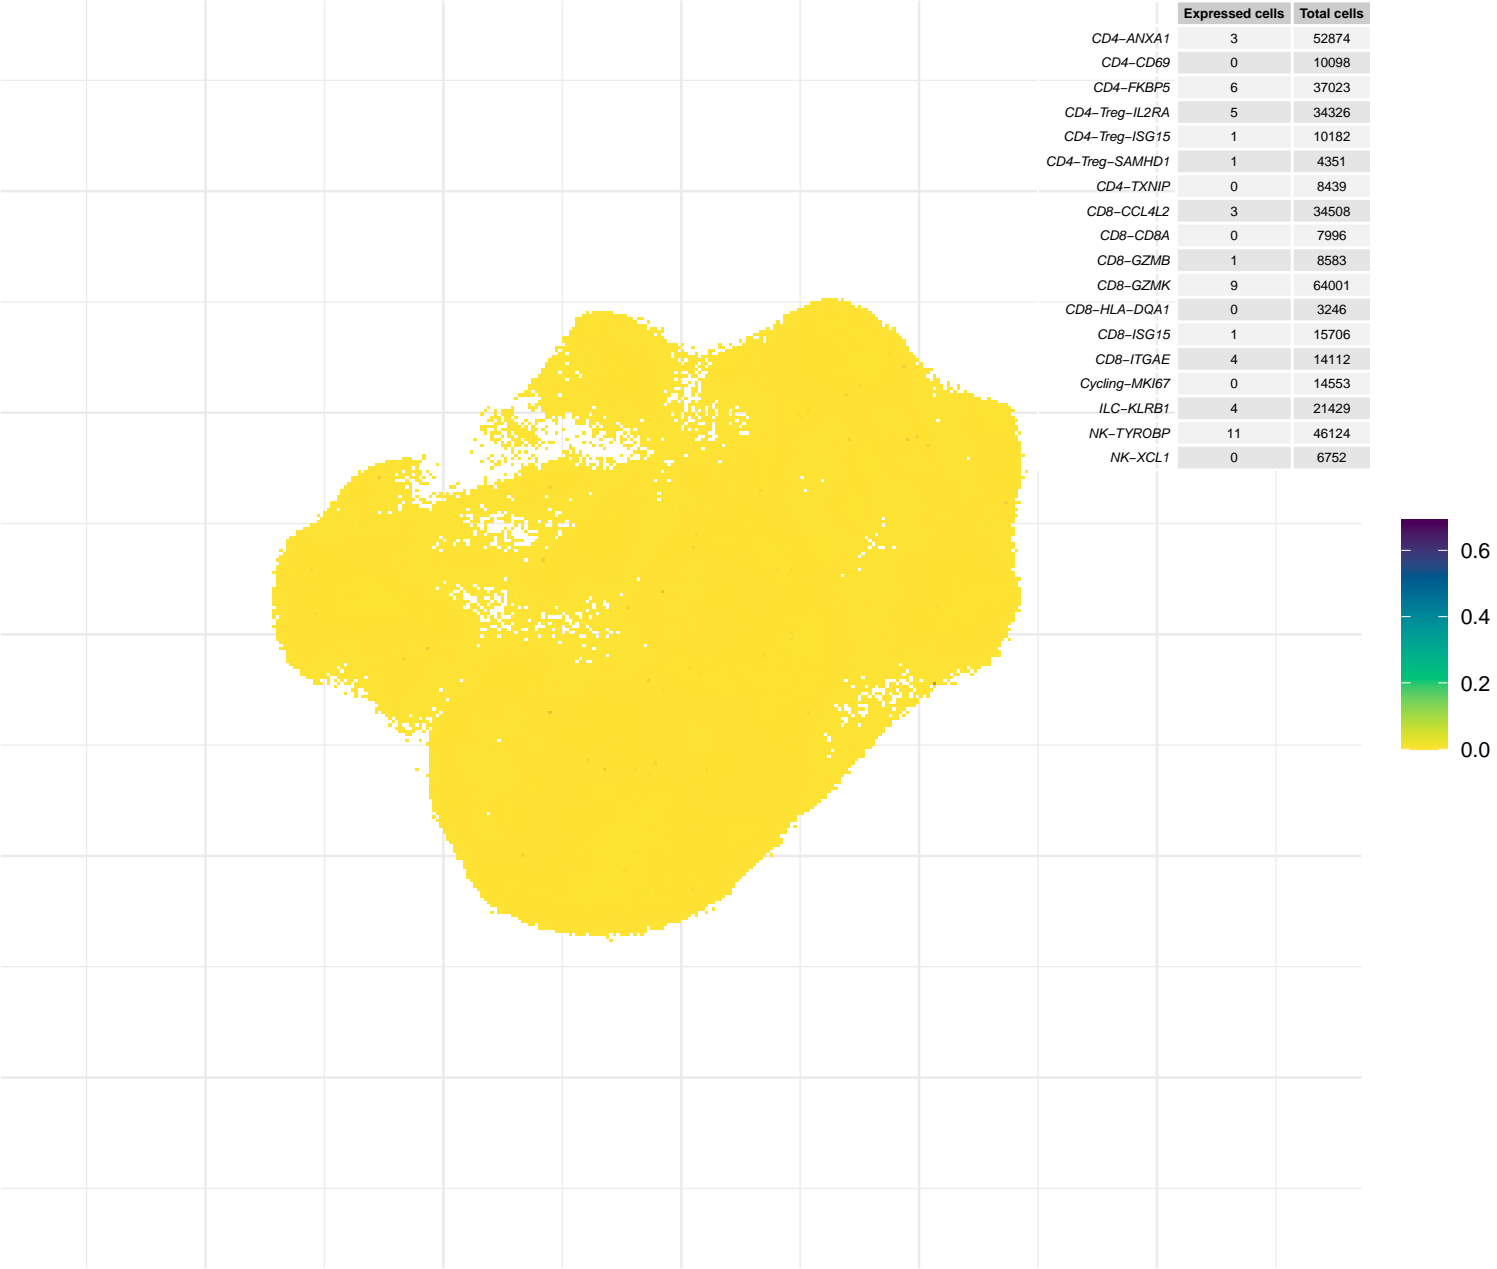 Expressed cells Total cells
CD4−ANXA1 3 52874
CD4−CD69 0 10098
CD4−FKBP5 6 37023
CD4−Treg−IL2RA 5 34326
CD4−Treg−ISG15 1 10182
CD4−Treg−SAMHD1 1 4351
CD4−TXNIP 0 8439
CD8−CCL4L2 3 34508
CD8−CD8A 0 7996
CD8−GZMB 1 8583
CD8−GZMK 9 64001
CD8−HLA−DQA1 0 3246
CD8−ISG15 1 15706
CD8−ITGAE 4 14112
Cycling−MKI67 0 14553
ILC−KLRB1 4 21429
NK−TYROBP 11 46124
NK−XCL1 0 6752
0.6
0.4
0.2
0.0